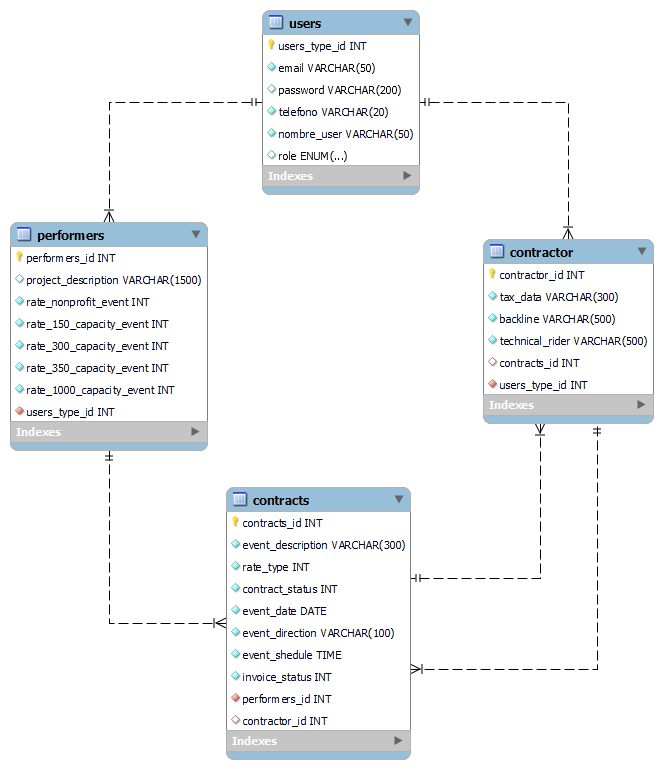 users
users_type_id INT
email VARCHAR(50)
password VARCHAR(200)
telefono VARCHAR(20)
nombre_user VARCHAR(50)
role ENUM(...)
Indexes
performers
performers_id INT
project_description VARCHAR(1500)
rate_nonprofit_event INT
rate_150_capacity_event INT
rate_300_capacity_event INT
rate_350_capacity_event INT
rate_1000_capacity_event INT
users_type_id INT
Indexes
contractor
contractor_id INT
tax_data VARCHAR(300)
backline VARCHAR(500)
technical_rider VARCHAR(500)
contracts_id INT
users_type_id INT
Indexes
contracts
contracts_id INT
event_description VARCHAR(300)
rate_type INT
contract_status INT
event_date DATE
event_direction VARCHAR(100)
event_shedule TIME
invoice_status INT
performers_id INT
contractor_id INT
Indexes